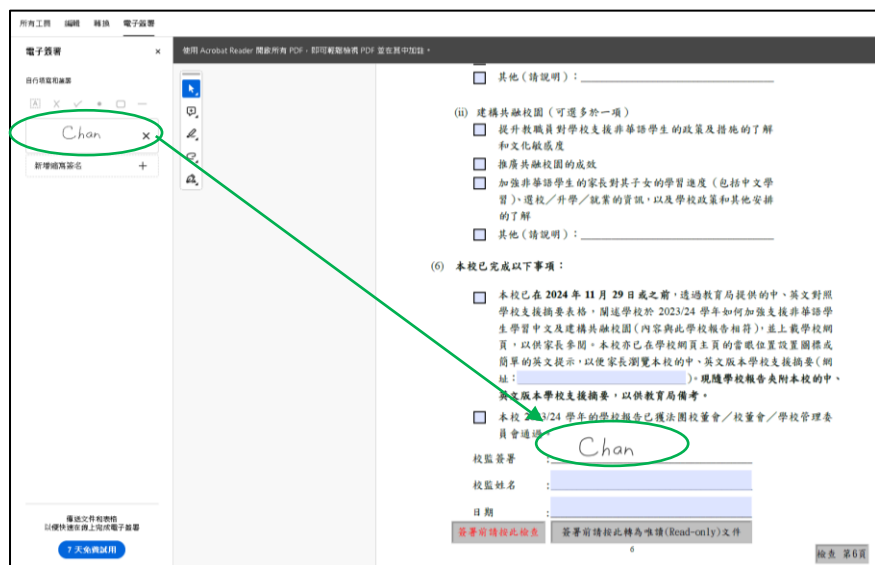 所有工具 編輯 轉換 電子簽署
電子簽署 ×
使用 Acrobat Reader 開啟所有 PDF，即可輕鬆檢視 PDF 並在其中加註。
自行填寫和簽署
Chan ×
新增縮寫簽名 +
其他 (請說明)：
(ii) 建構共融校園 (可選多於一項)
提升教職員對學校支援非華語學生的政策及措施的了解
和文化敏感度
推廣共融校園的成效
加強非華語學生的家長對其子女的學習進度 (包括中文學
習)、選校／升學／就業的資訊，以及學校政策和其他安排
的了解
其他 (請說明)：
(6) 本校已完成以下事項：
本校已在 2024 年 11 月 29 日或之前，透過教育局提供的中、英文對照
學校支援摘要表格，闡述學校於 2023/24 學年如何加強支援非華語學
生學習中文及建構共融校園 (內容與此學校報告相符)，並上載學校網
頁，以供家長參閱。本校亦已在學校網頁主頁的當眼位置設置圖標或
簡單的英文提示，以便家長瀏覽本校的中、英文版本學校支援摘要 (網
址： )。現隨學校報告夾附本校的中、
英文版本學校支援摘要，以供教育局備考。
本校 2023/24 學年的學校報告已獲法團校董會／校董會／學校管理委
員會通過。
校監簽署 : Chan
校監姓名 :
日期 :
簽署前請按此檢查 簽署前請按此轉為唯讀(Read-only)文件
6
檢查 第6頁
傳送文件和表格
以便快速在線上完成電子簽署
7 天免費試用